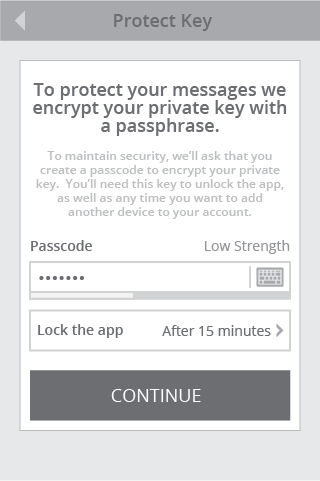 Protect Key
To protect your messages we
encrypt your private key with
a passphrase.
To maintain security, we'll ask that you
create a passcode to encrypt your private
key.  You'll need this key to unlock the app,
as well as any time you want to add
another device to your account.
Passcode Low Strength
•••••••
Lock the app After 15 minutes
CONTINUE